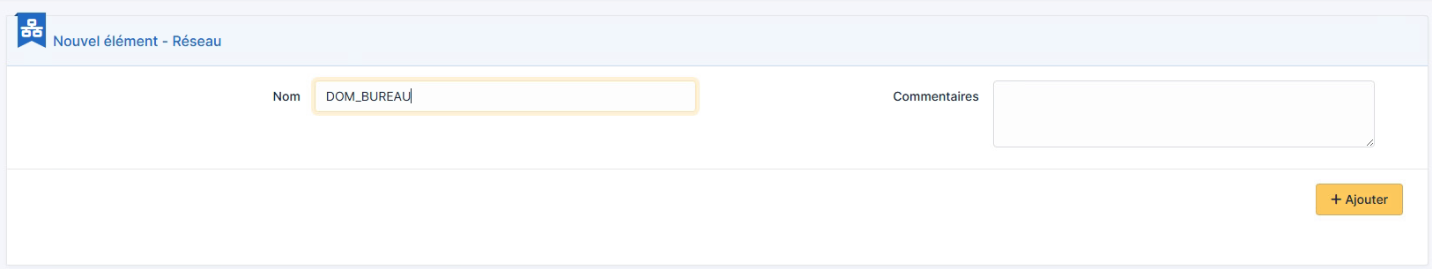 Nouvel élément - Réseau
Nom DOM_BUREAU Commentaires
+ Ajouter